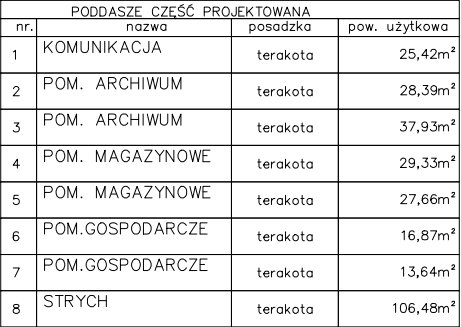 PODDASZE CZĘŚĆ PROJEKTOWANA
nr. nazwa posadzka pow. użytkowa
1 KOMUNIKACJA terakota 25,42m²
2 POM. ARCHIWUM terakota 28,39m²
3 POM. ARCHIWUM terakota 37,93m²
4 POM. MAGAZYNOWE terakota 29,33m²
5 POM. MAGAZYNOWE terakota 27,66m²
6 POM.GOSPODARCZE terakota 16,87m²
7 POM.GOSPODARCZE terakota 13,64m²
8 STRYCH terakota 106,48m²